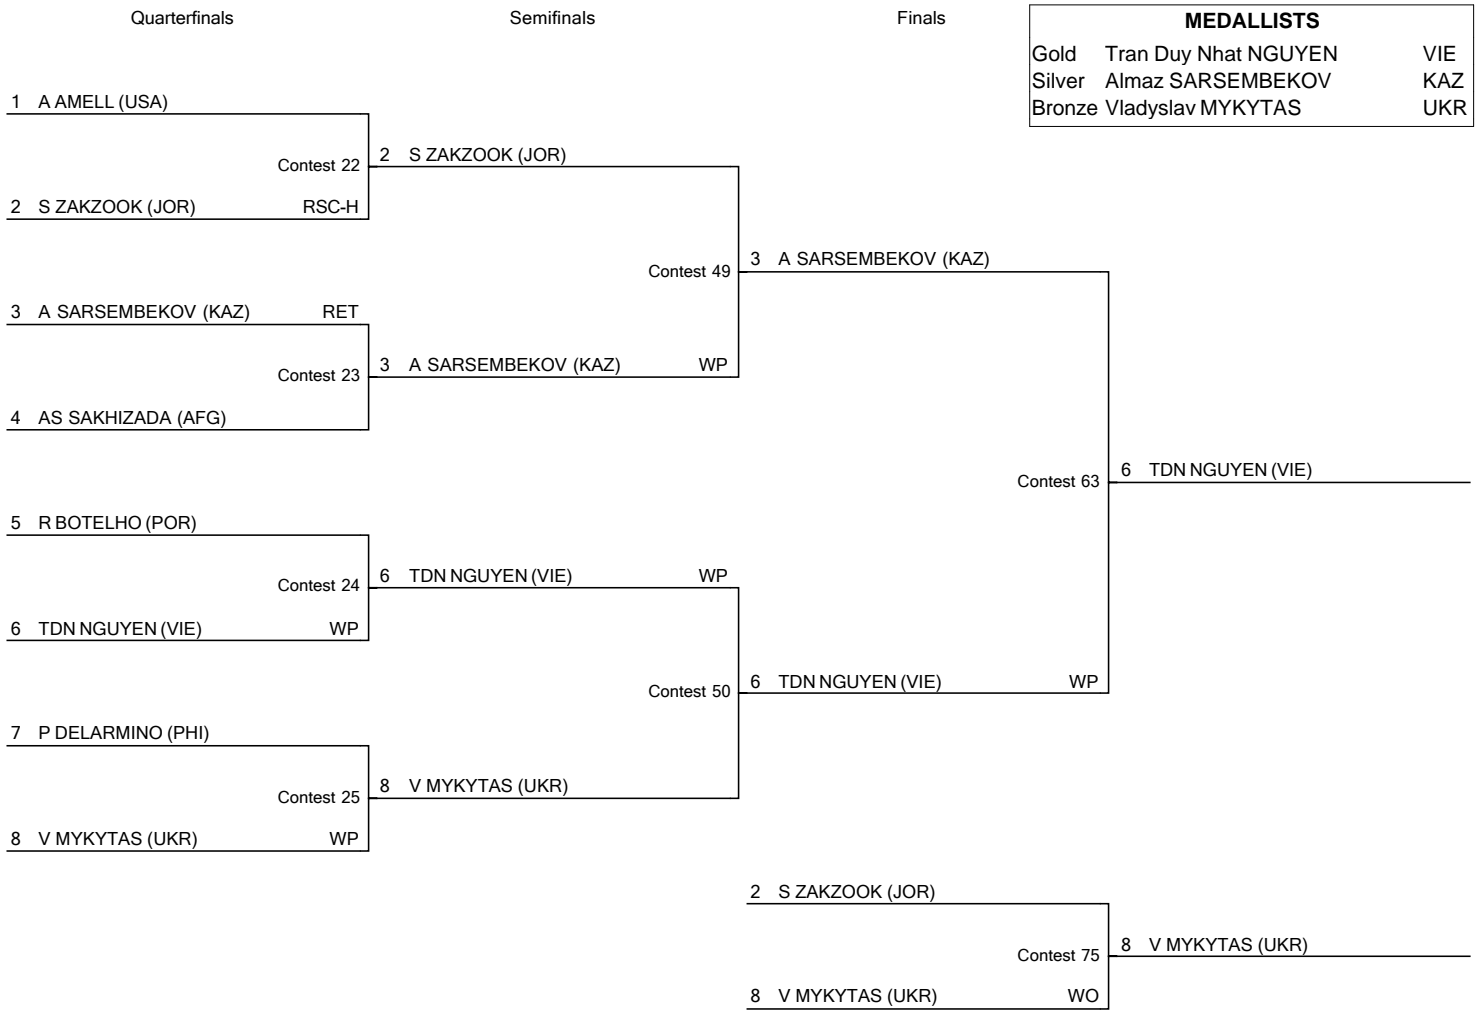 Quarterfinals Semifinals Finals
MEDALLISTS
Gold Tran Duy Nhat NGUYEN VIE
Silver Almaz SARSEMBEKOV KAZ
Bronze Vladyslav MYKYTAS UKR
1 A AMELL (USA)
Contest 22
2 S ZAKZOOK (JOR)
2 S ZAKZOOK (JOR) RSC-H
Contest 49
3 A SARSEMBEKOV (KAZ)
3 A SARSEMBEKOV (KAZ) RET
Contest 23
3 A SARSEMBEKOV (KAZ) WP
4 AS SAKHIZADA (AFG)
Contest 63
6 TDN NGUYEN (VIE)
5 R BOTELHO (POR)
Contest 24
6 TDN NGUYEN (VIE) WP
6 TDN NGUYEN (VIE) WP
Contest 50
6 TDN NGUYEN (VIE) WP
7 P DELARMINO (PHI)
Contest 25
8 V MYKYTAS (UKR)
8 V MYKYTAS (UKR) WP
2 S ZAKZOOK (JOR)
Contest 75
8 V MYKYTAS (UKR)
8 V MYKYTAS (UKR) WO